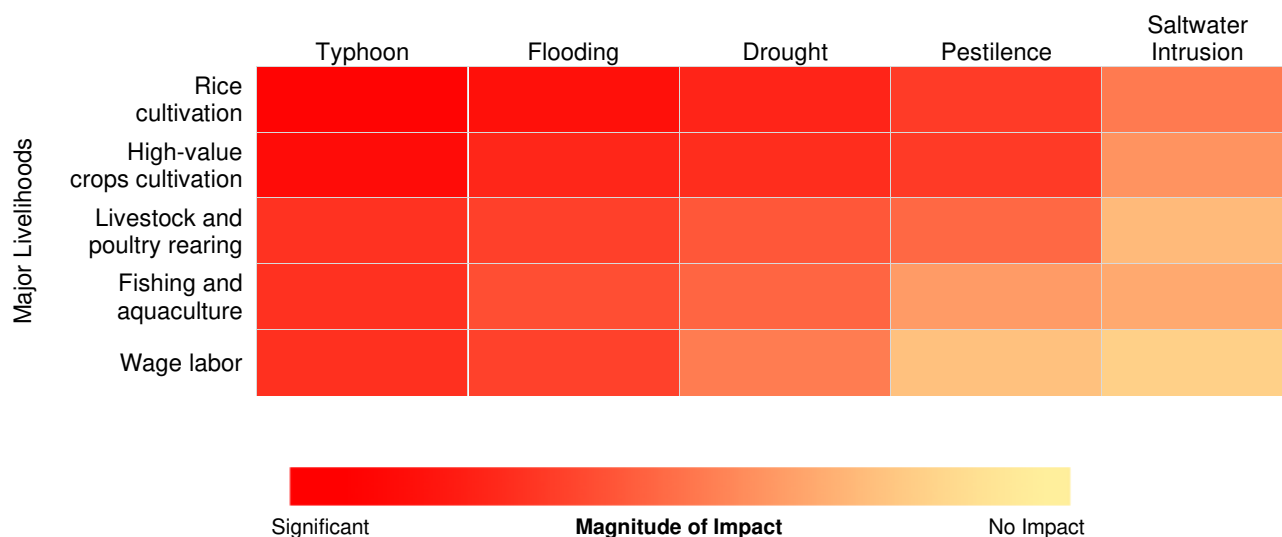 Typhoon Flooding Drought Pestilence Saltwater
Intrusion
Major Livelihoods
Rice
cultivation
High-value
crops cultivation
Livestock and
poultry rearing
Fishing and
aquaculture
Wage labor
Significant Magnitude of Impact No Impact